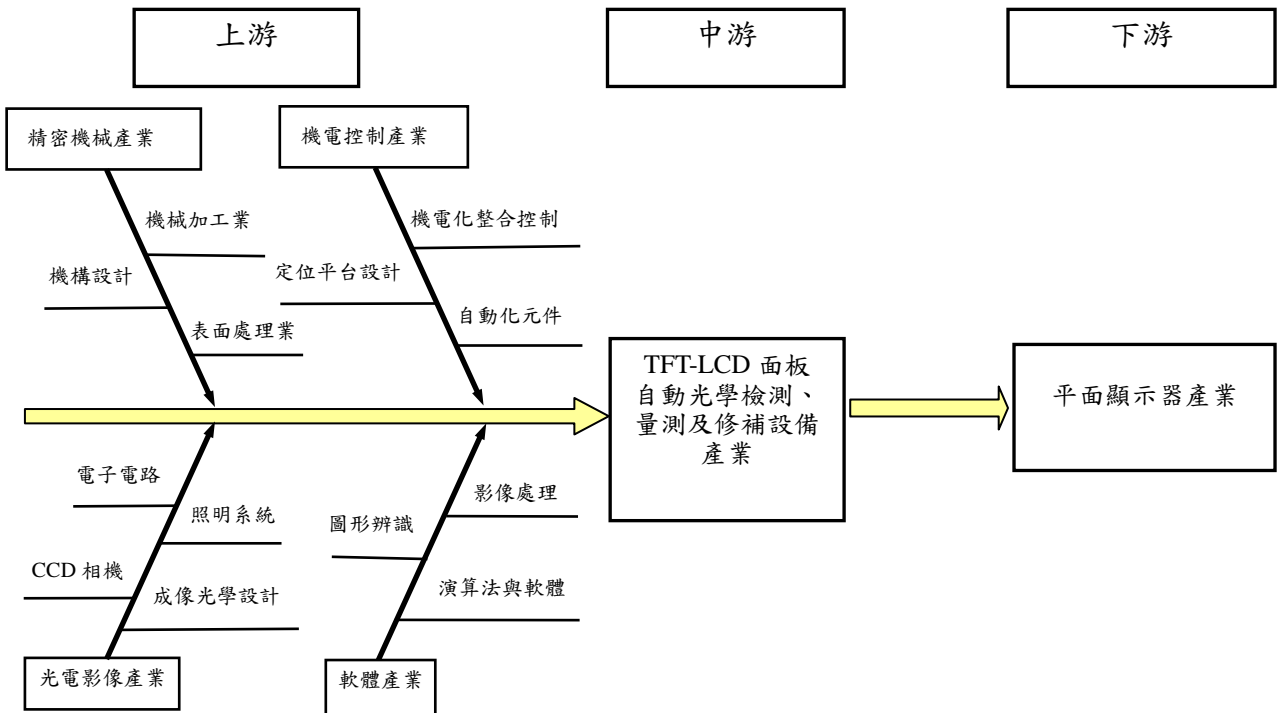 上游
中游
下游
精密機械產業
機電控制產業
機械加工業
機電化整合控制
機構設計
定位平台設計
表面處理業
自動化元件
TFT-LCD 面板
自動光學檢測、
量測及修補設備
產業
平面顯示器產業
電子電路
照明系統
影像處理
圖形辨識
CCD 相機
成像光學設計
演算法與軟體
光電影像產業
軟體產業